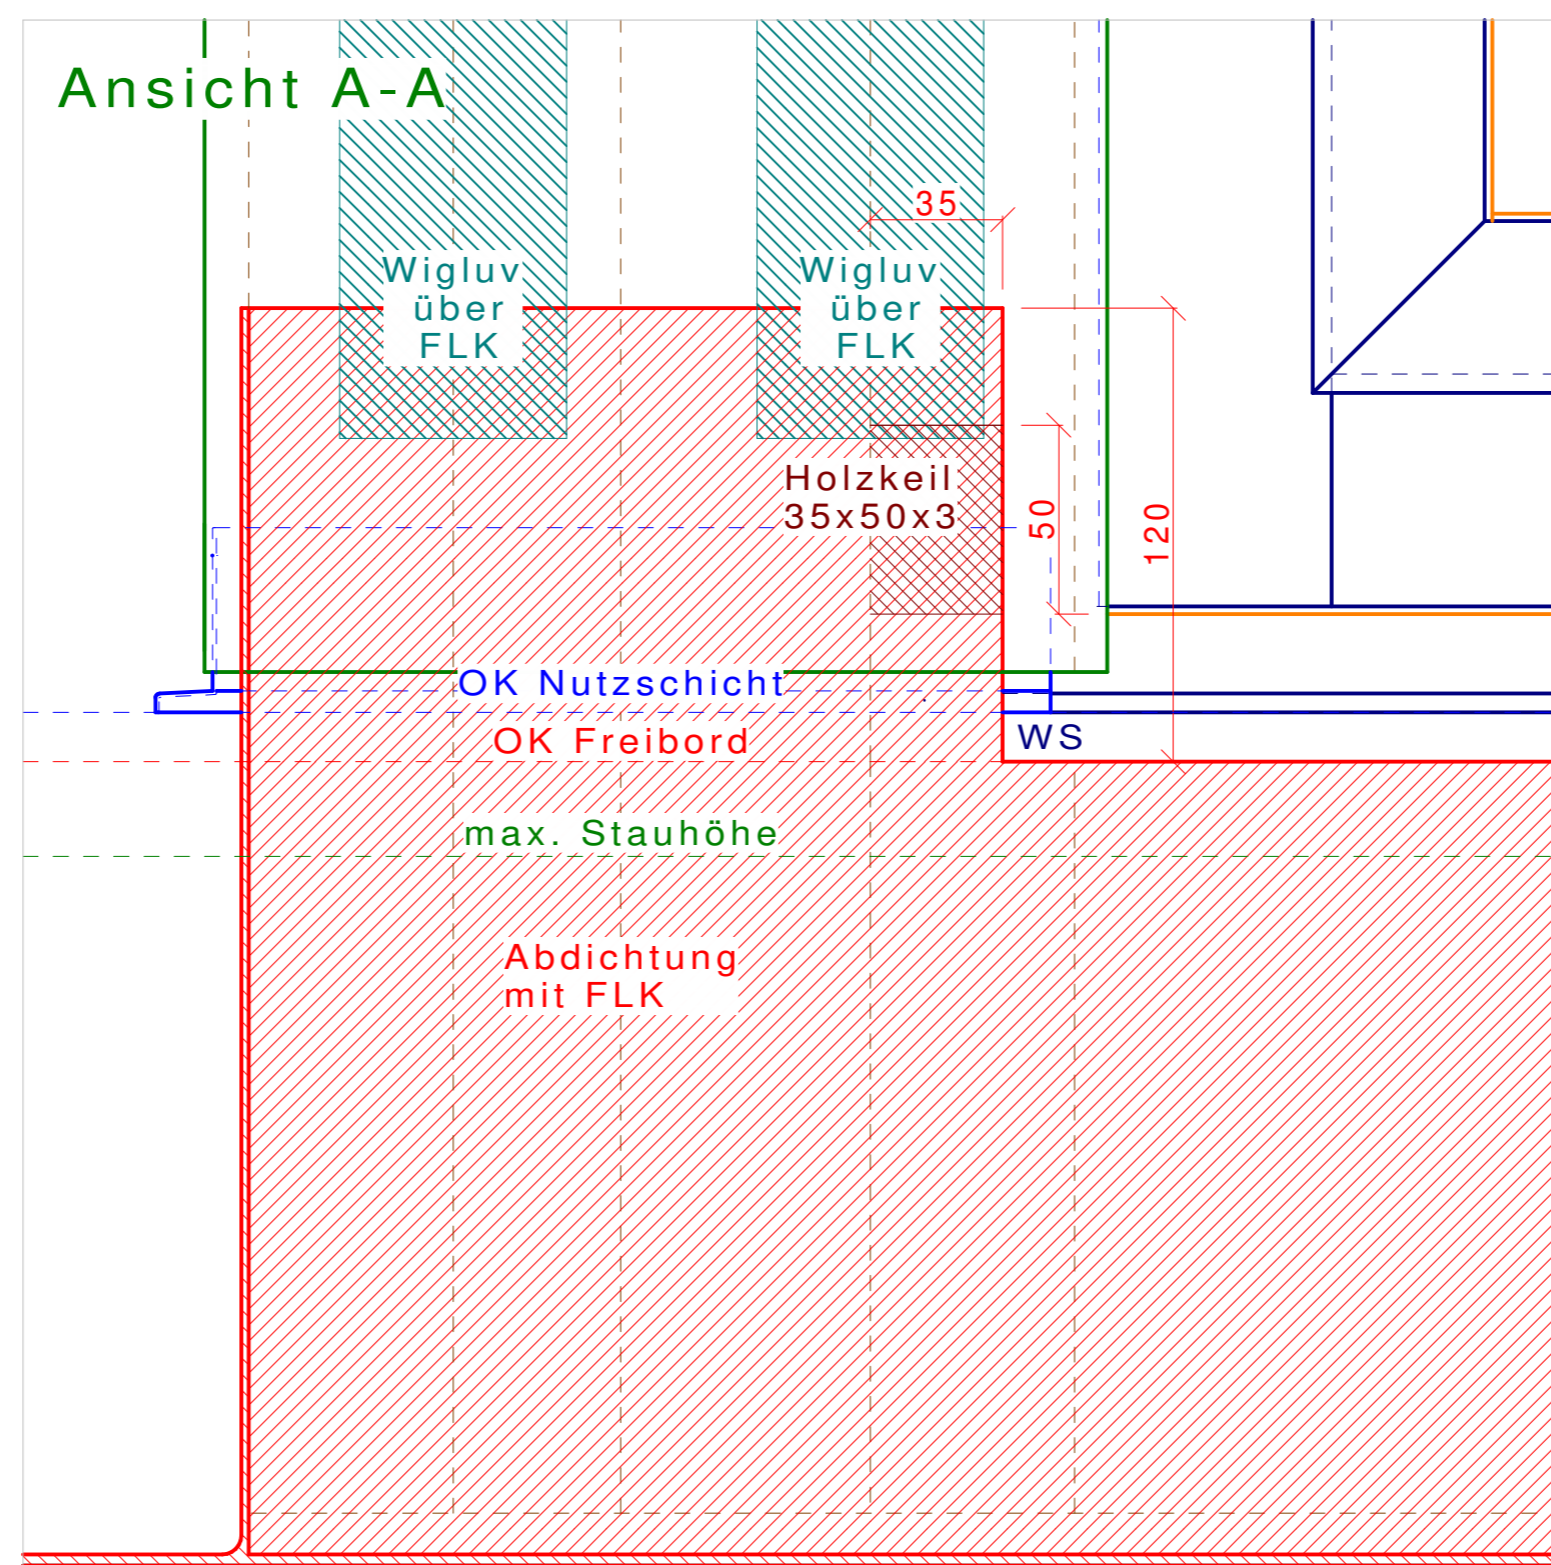 Ansicht A-A
35
Wigluv
über
FLK
Wigluv
über
FLK
Holzkeil
35x50x3
50
120
OK Nutzschicht
OK Freibord
WS
max. Stauhöhe
Abdichtung
mit FLK